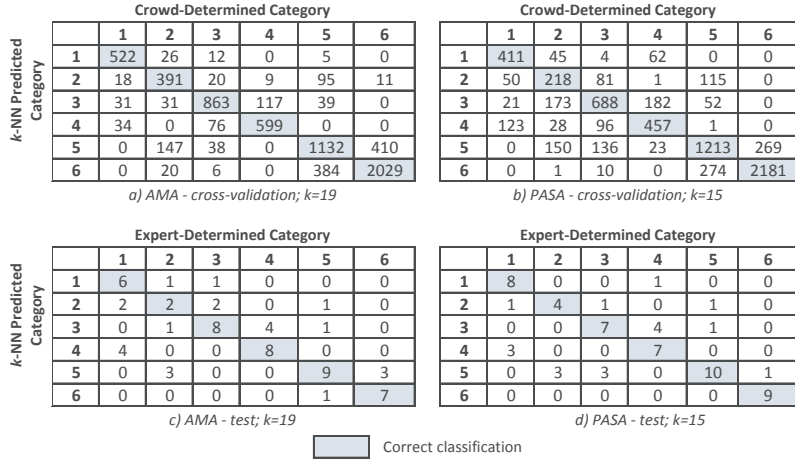 Crowd-Determined Category
k-NN Predicted Category
1 2 3 4 5 6
1 522 26 12 0 5 0
2 18 391 20 9 95 11
3 31 31 863 117 39 0
4 34 0 76 599 0 0
5 0 147 38 0 1132 410
6 0 20 6 0 384 2029
a) AMA - cross-validation; k=19
Crowd-Determined Category
1 2 3 4 5 6
1 411 45 4 62 0 0
2 50 218 81 1 115 0
3 21 173 688 182 52 0
4 123 28 96 457 1 0
5 0 150 136 23 1213 269
6 0 1 10 0 274 2181
b) PASA - cross-validation; k=15
Expert-Determined Category
k-NN Predicted Category
1 2 3 4 5 6
1 6 1 1 0 0 0
2 2 2 2 0 1 0
3 0 1 8 4 1 0
4 4 0 0 8 0 0
5 0 3 0 0 9 3
6 0 0 0 0 1 7
c) AMA - test; k=19
Expert-Determined Category
1 2 3 4 5 6
1 8 0 0 1 0 0
2 1 4 1 0 1 0
3 0 0 7 4 1 0
4 3 0 0 7 0 0
5 0 3 3 0 10 1
6 0 0 0 0 0 9
d) PASA - test; k=15
Correct classification